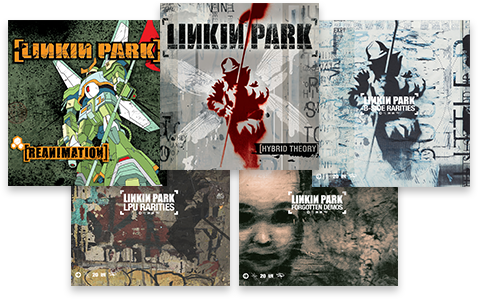 [LINKIN PARK]
[REANIMATION]
LINKIN PARK
[HYBRID THEORY]
LINKIN PARK
B-SIDE RARITIES
LINKIN PARK
LPU RARITIES
20
LINKIN PARK
FORGOTTEN DEMOS
20